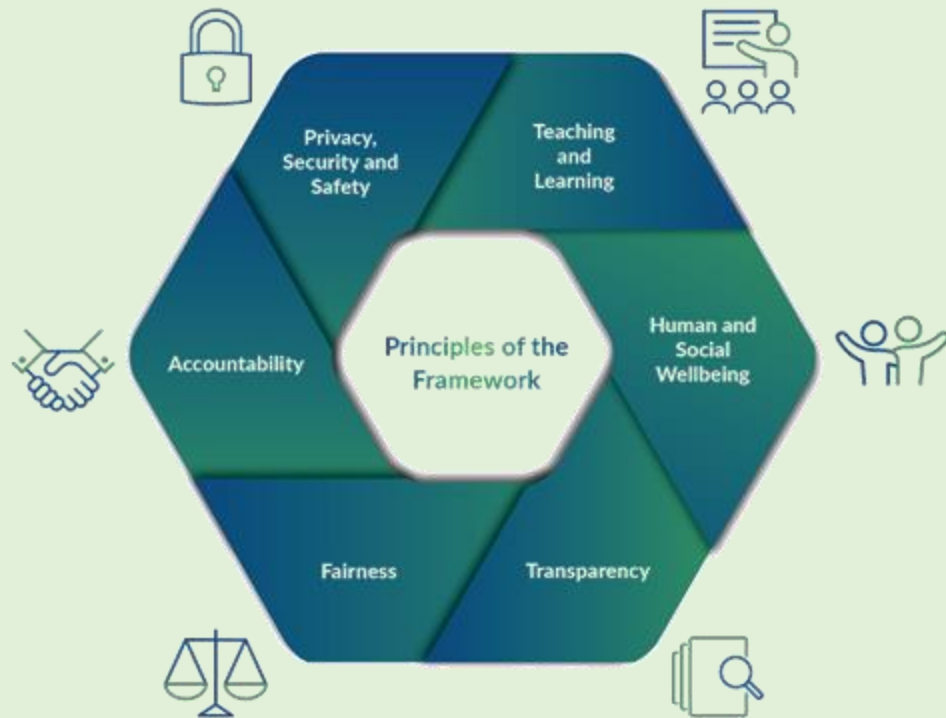 Privacy,
Security and
Safety
Teaching
and
Learning
Human and
Social
Wellbeing
Transparency
Fairness
Accountability
Principles of the
Framework